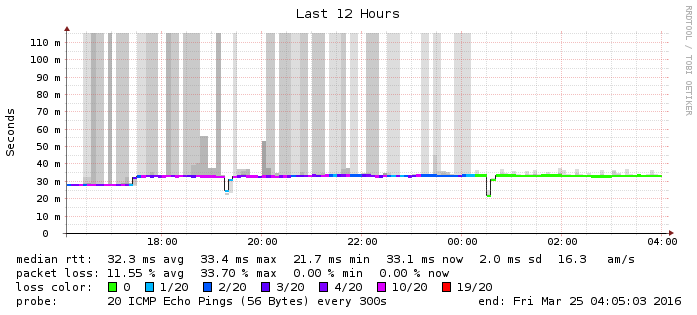 Last 12 Hours
RRDTOOL / TOBI OETIKER
Seconds
110 m
100 m
90 m
80 m
70 m
60 m
50 m
40 m
30 m
20 m
10 m
0
18:00 20:00 22:00 00:00 02:00 04:00
median rtt: 32.3 ms avg 33.4 ms max 21.7 ms min 33.1 ms now 2.0 ms sd 16.3 am/s
packet loss: 11.55 % avg 33.70 % max 0.00 % min 0.00 % now
loss color: 0 1/20 2/20 3/20 4/20 10/20 19/20
probe: 20 ICMP Echo Pings (56 Bytes) every 300s end: Fri Mar 25 04:05:03 2016